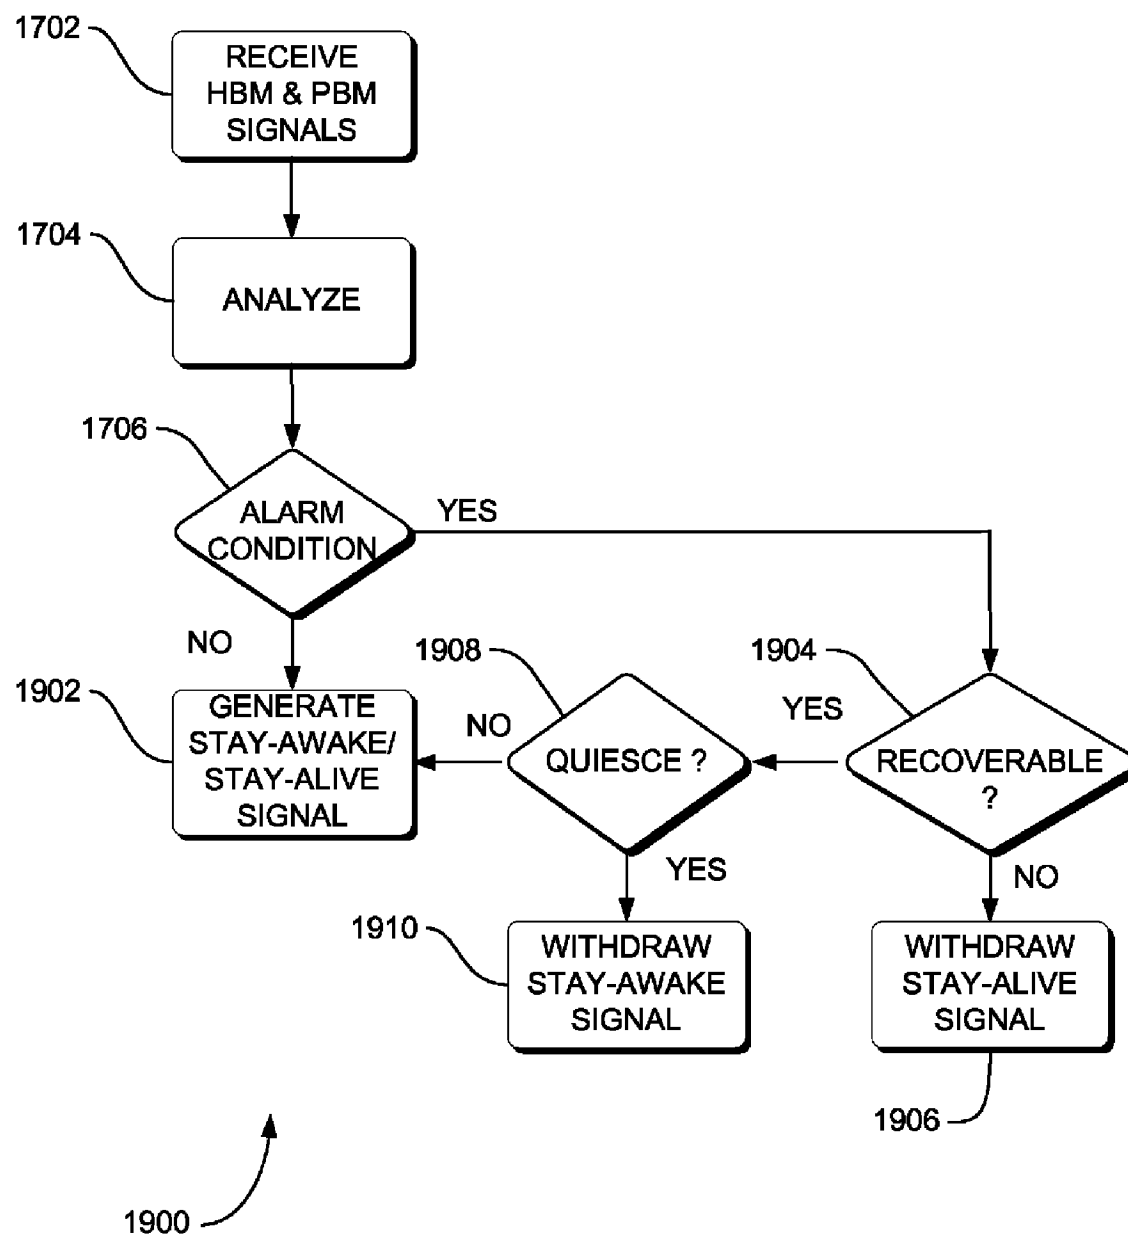 1702
RECEIVE
HBM & PBM
SIGNALS
1704
ANALYZE
1706
ALARM
CONDITION
YES
NO
1908
1904
1902
GENERATE
STAY-AWAKE/
STAY-ALIVE
SIGNAL
NO
QUIESCE ?
YES
RECOVERABLE
?
YES
NO
1910
WITHDRAW
STAY-AWAKE
SIGNAL
WITHDRAW
STAY-ALIVE
SIGNAL
1906
1900